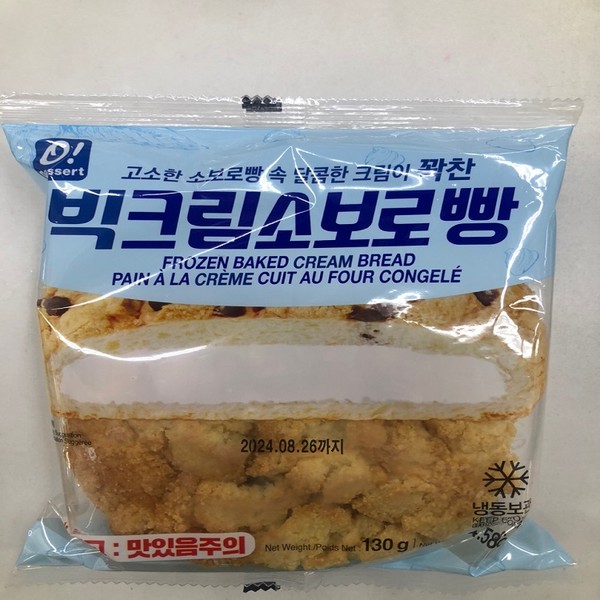 D!
고소한 소보로빵 속 달콤한 크림이 꽉찬
빅크림소보로빵
FROZEN BAKED CREAM BREAD
PAIN À LA CRÈME CUIT AU FOUR CONGELÉ
2024.08.26까지
냉동보관
: 맛있음주의
Net Weight./Poids Net : 130 g